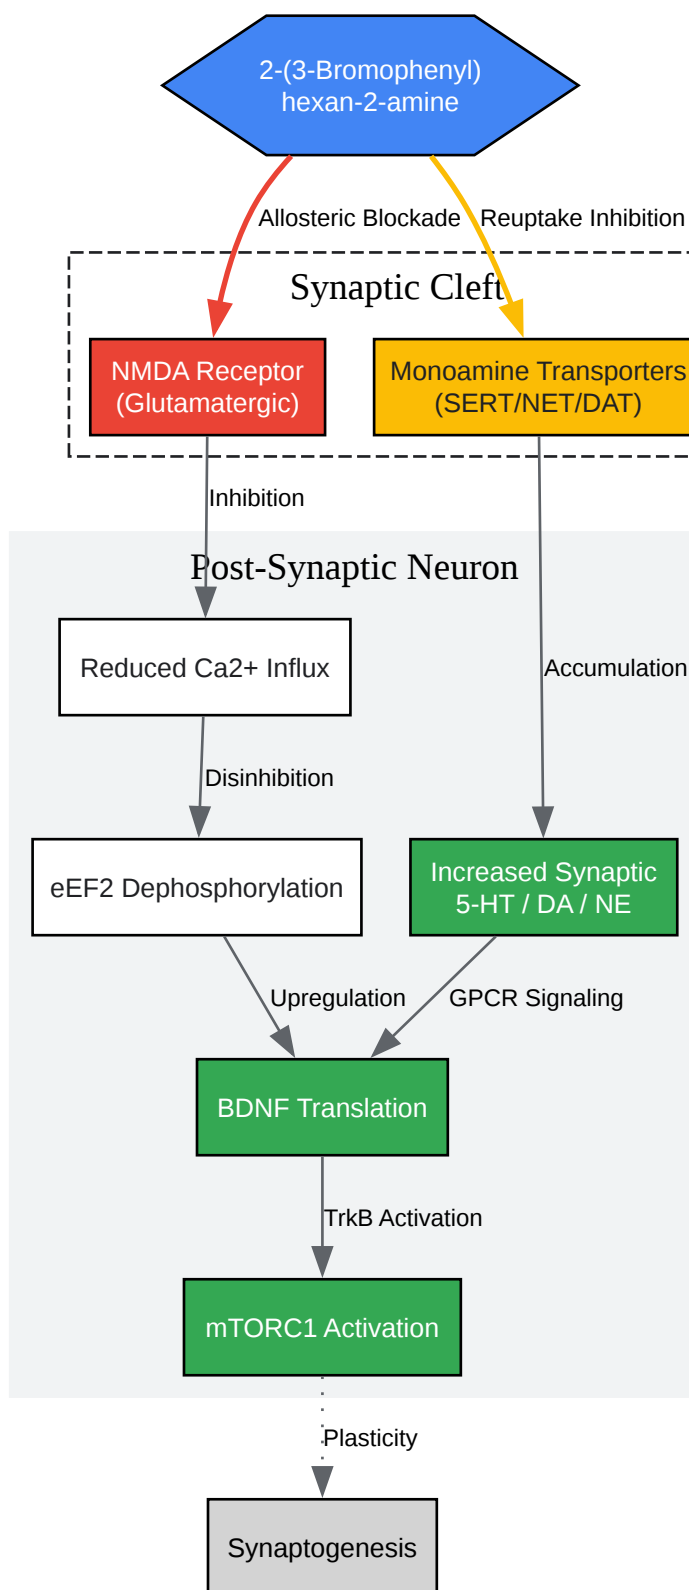 2-(3-Bromophenyl)
hexan-2-amine
Allosteric Blockade
Reuptake Inhibition
Synaptic Cleft
NMDA Receptor
(Glutamatergic)
Monoamine Transporters
(SERT/NET/DAT)
Inhibition
Post-Synaptic Neuron
Reduced Ca2+ Influx
Accumulation
Disinhibition
eEF2 Dephosphorylation
Increased Synaptic
5-HT / DA / NE
Upregulation
GPCR Signaling
BDNF Translation
TrkB Activation
mTORC1 Activation
Plasticity
Synaptogenesis